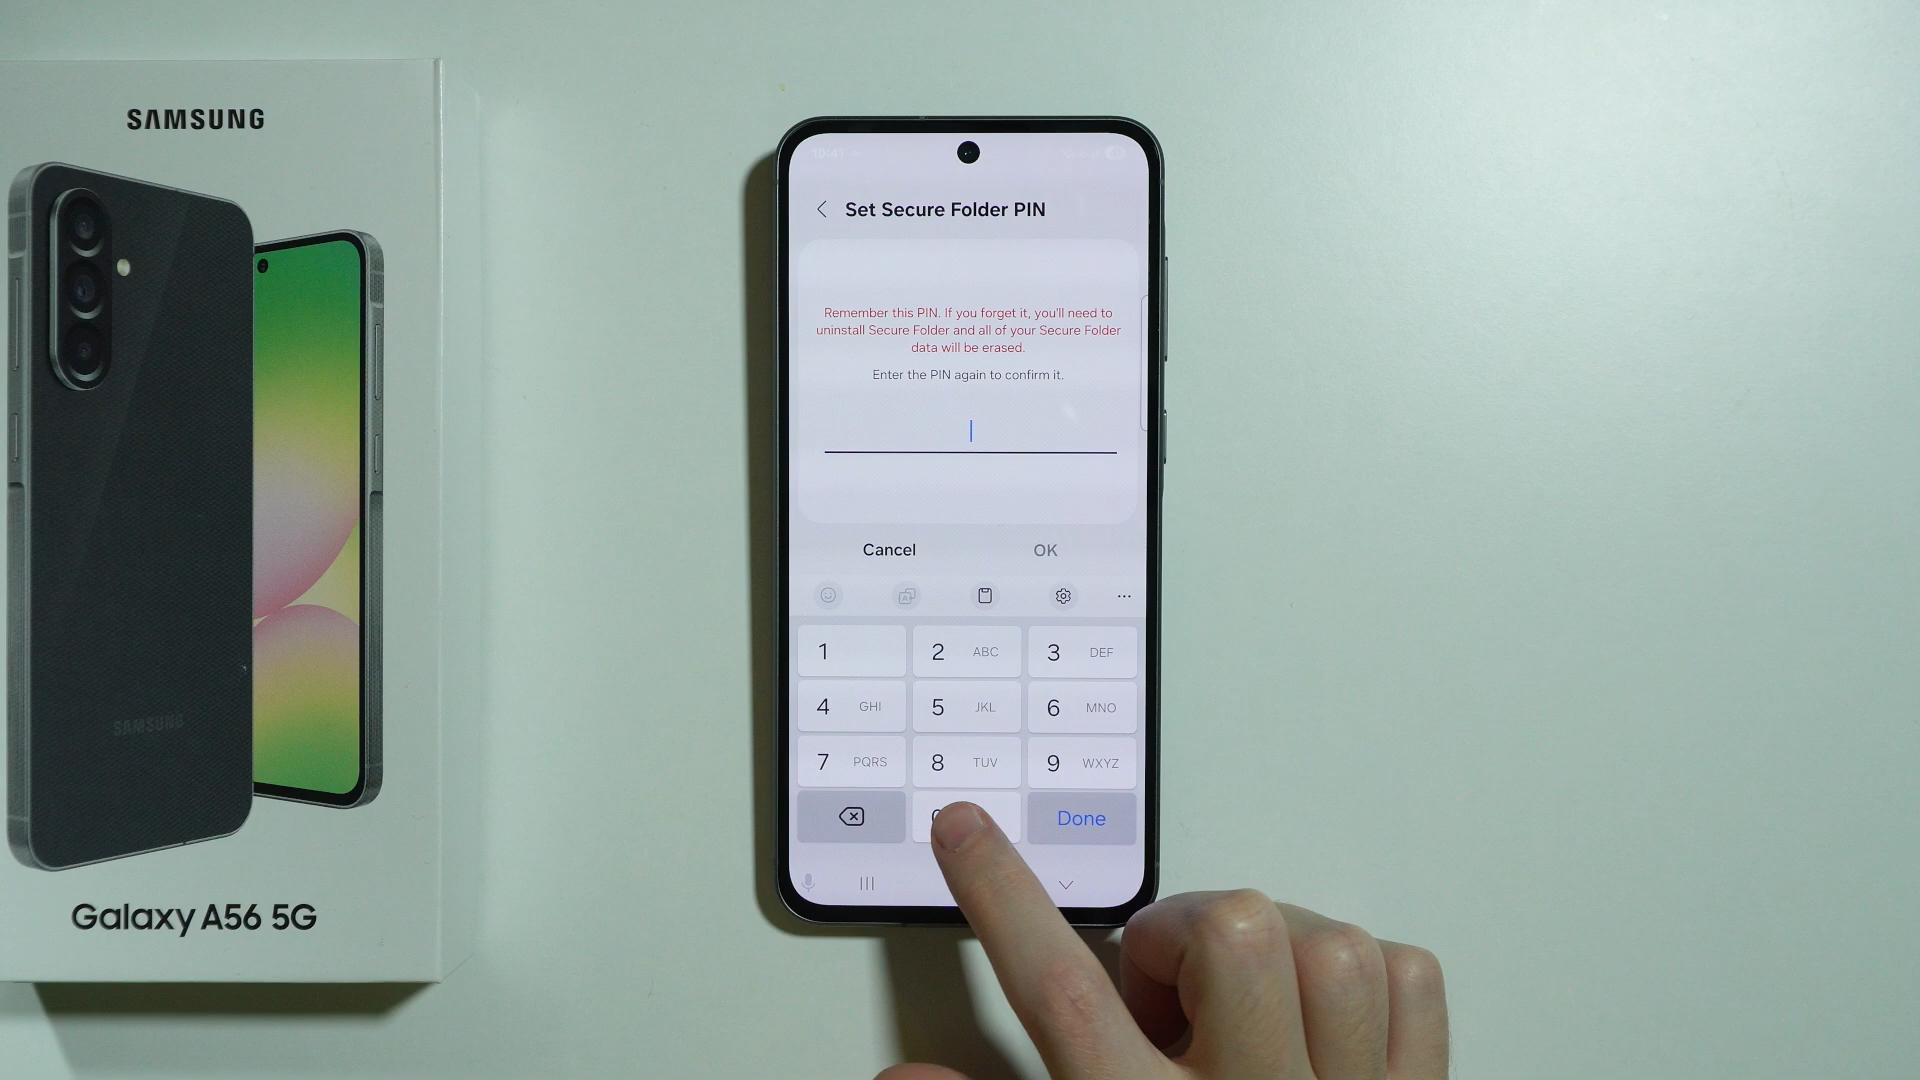 SAMSUNG
SAMSUNG
Galaxy A56 5G
10:41
Set Secure Folder PIN
Remember this PIN. If you forget it, you'll need to
uninstall Secure Folder and all of your Secure Folder
data will be erased.
Enter the PIN again to confirm it.
Cancel OK
1 2 ABC 3 DEF
4 GHI 5 JKL 6 MNO
7 PQRS 8 TUV 9 WXYZ
Done